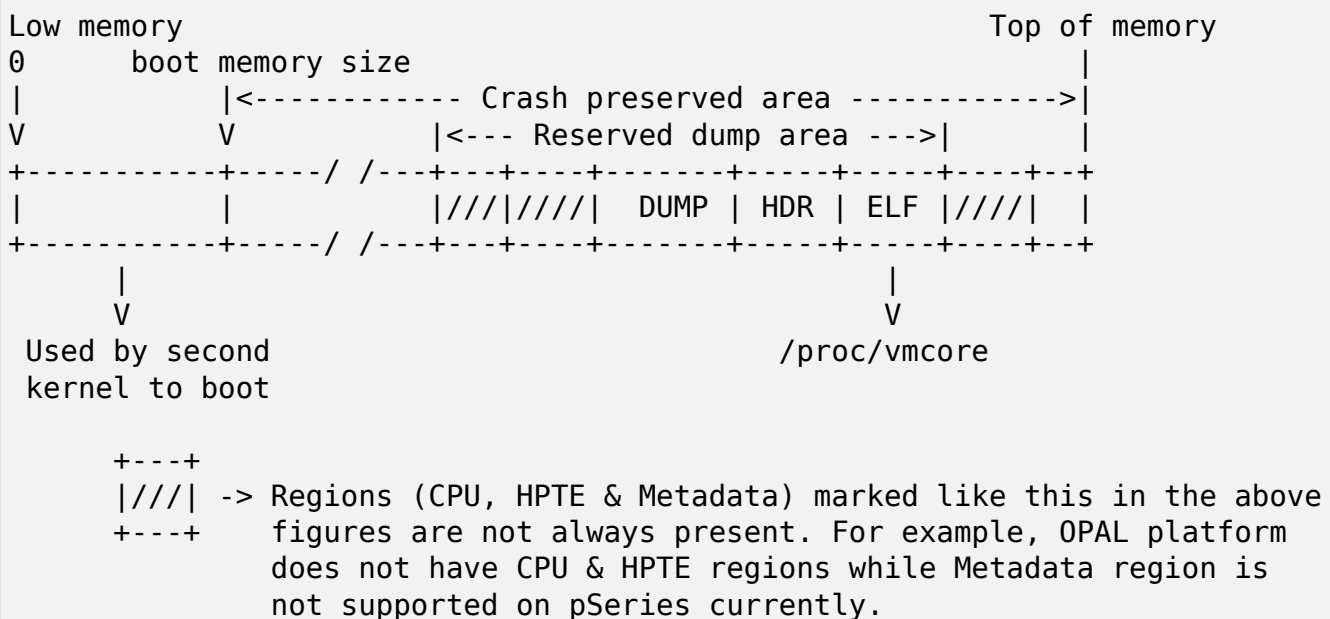 Low memory                                                 Top of memory
0       boot memory size                                         |
|            |<------------ Crash preserved area ------------>|
V            V            |<--- Reserved dump area --->|        |
+-----------+-----/ /---+---+----+-------+-----+-----+----+--+
|           |           |///|////|  DUMP | HDR | ELF |////|  |
+-----------+-----/ /---+---+----+-------+-----+-----+----+--+
      |                                              |
      V                                              V
 Used by second                               /proc/vmcore
 kernel to boot
      +---+
      |///| -> Regions (CPU, HPTE & Metadata) marked like this in the above
      +---+    figures are not always present. For example, OPAL platform
               does not have CPU & HPTE regions while Metadata region is
               not supported on pSeries currently.